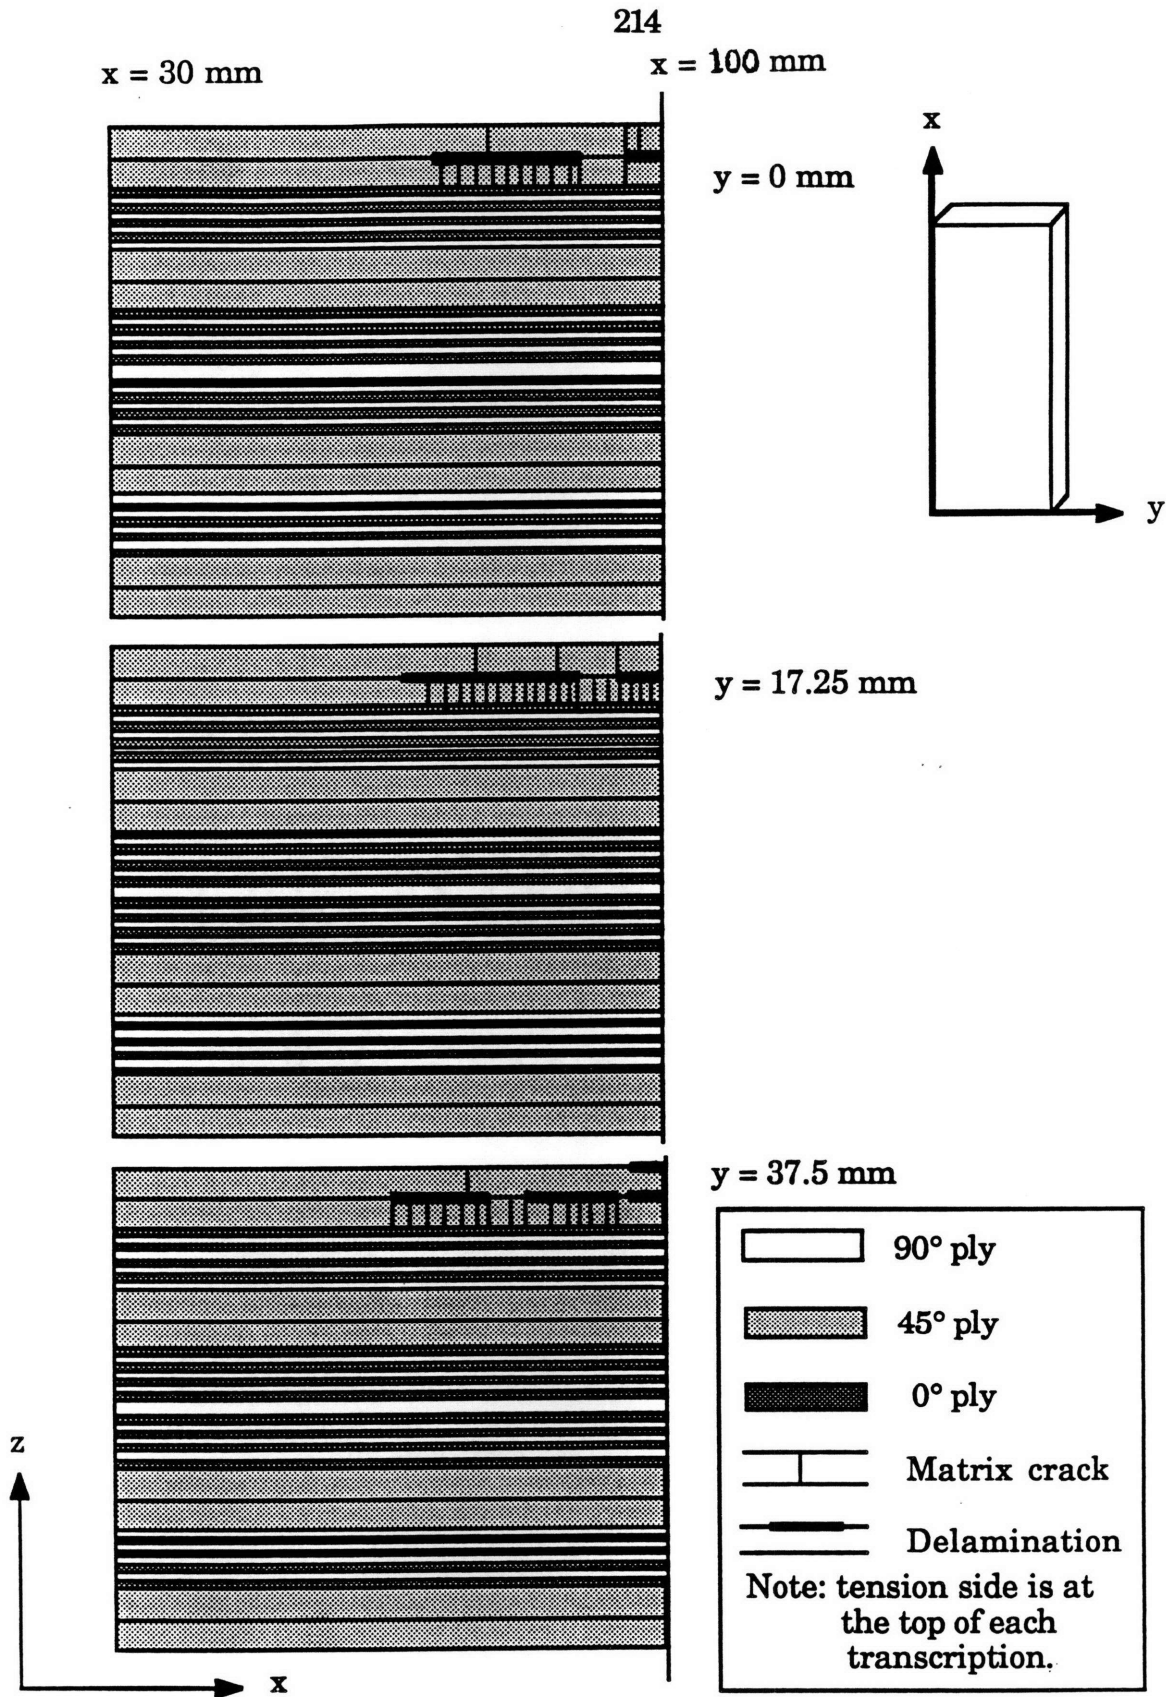 214
x = 30 mm
x = 100 mm
x
y = 0 mm
y
y = 17.25 mm
y = 37.5 mm
90° ply
45° ply
0° ply
z
Matrix crack
Delamination
Note: tension side is at
the top of each
transcription.
x